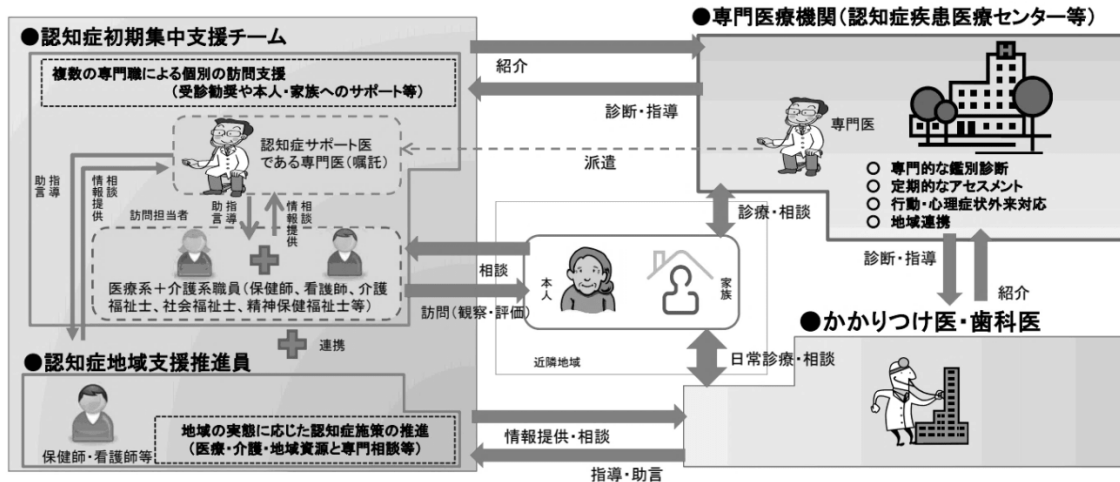 ●認知症初期集中支援チーム
複数の専門職による個別の訪問支援
(受診勧奨や本人・家族へのサポート等)
認知症サポート医
である専門医(嘱託)
指導
助言
相談
情報提供
訪問担当者
指導
助言
相談
情報提供
医療系+介護系職員(保健師、看護師、介護
福祉士、社会福祉士、精神保健福祉士等)
連携
●認知症地域支援推進員
保健師・看護師等
地域の実態に応じた認知症施策の推進
(医療・介護・地域資源と専門相談等)
紹介
診断・指導
派遣
診療・相談
相談
訪問(観察・評価)
本人
家族
近隣地域
日常診療・相談
情報提供・相談
指導・助言
●専門医療機関(認知症疾患医療センター等)
H
専門医
○ 専門的な鑑別診断
○ 定期的なアセスメント
○ 行動・心理症状外来対応
○ 地域連携
診断・指導
紹介
●かかりつけ医・歯科医